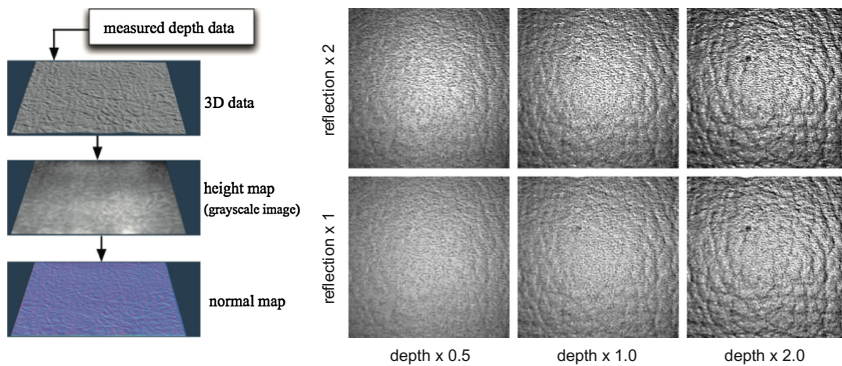 measured depth data
3D data
height map
(grayscale image)
normal map
reflection x 2
reflection x 1
depth x 0.5
depth x 1.0
depth x 2.0